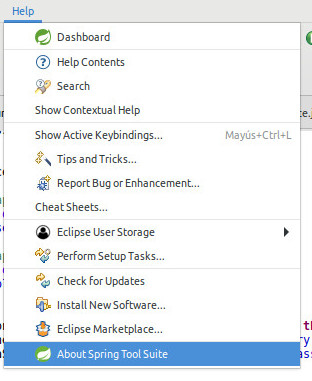 Help
Dashboard
Help Contents
Search
Show Contextual Help
Show Active Keybindings... Mayús+Ctrl+L
Tips and Tricks...
Report Bug or Enhancement...
Cheat Sheets...
Eclipse User Storage
Perform Setup Tasks...
Check for Updates
Install New Software...
Eclipse Marketplace...
About Spring Tool Suite